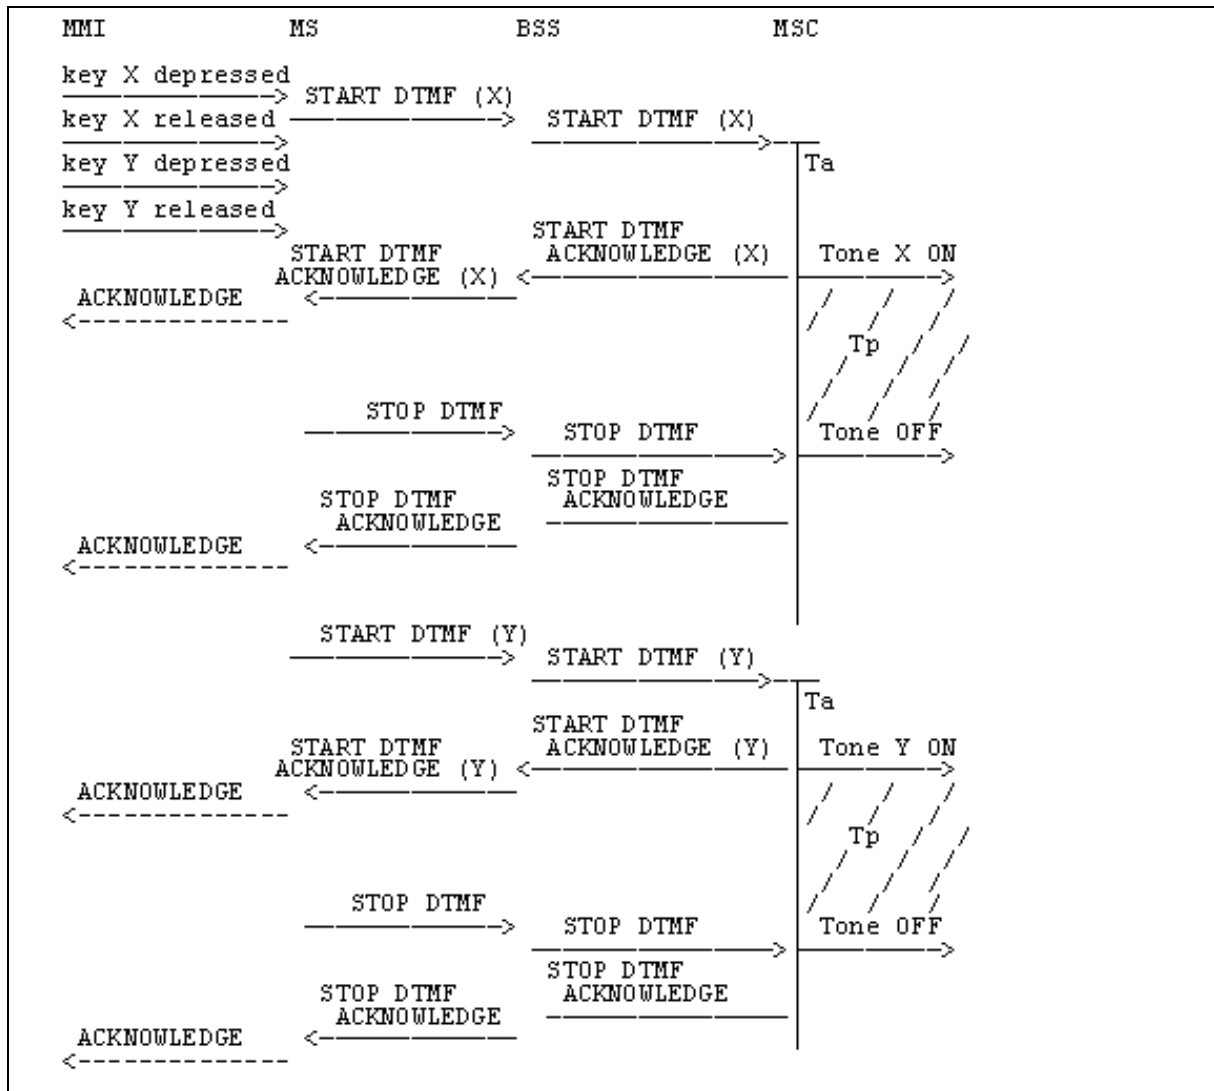 MMI MS BSS MSC
key X depressed
START DTMF (X)
key X released
START DTMF (X)
key Y depressed
Ta
key Y released
START DTMF
START DTMF
ACKNOWLEDGE (X)
Tone X ON
ACKNOWLEDGE (X)
ACKNOWLEDGE
Tp
STOP DTMF
STOP DTMF
Tone OFF
STOP DTMF
STOP DTMF
ACKNOWLEDGE
ACKNOWLEDGE
ACKNOWLEDGE
START DTMF (Y)
START DTMF (Y)
Ta
START DTMF
START DTMF
ACKNOWLEDGE (Y)
Tone Y ON
ACKNOWLEDGE (Y)
ACKNOWLEDGE
Tp
STOP DTMF
STOP DTMF
Tone OFF
STOP DTMF
STOP DTMF
ACKNOWLEDGE
ACKNOWLEDGE
ACKNOWLEDGE